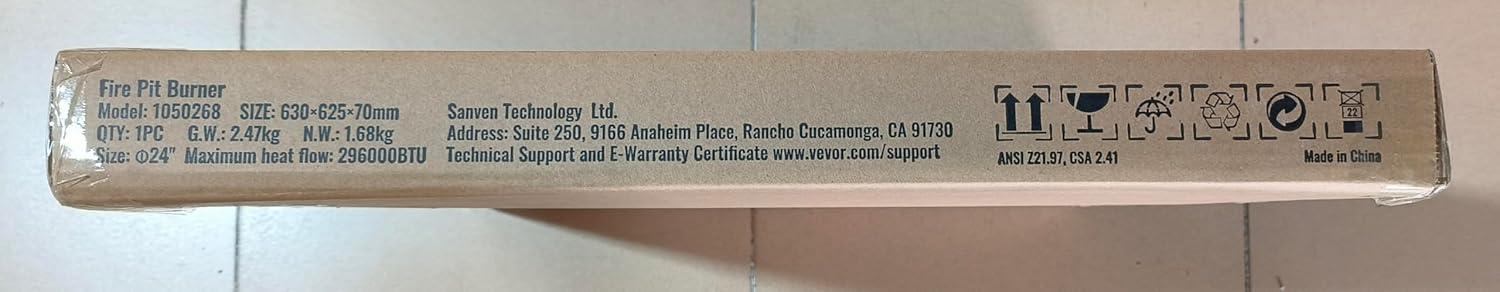 Fire Pit Burner
Model: 1050268 SIZE: 630×625×70mm
QTY: 1PC G.W.: 2.47kg N.W.: 1.68kg
Size: Φ24" Maximum heat flow: 296000BTU
Sanven Technology Ltd.
Address: Suite 250, 9166 Anaheim Place, Rancho Cucamonga, CA 91730
Technical Support and E-Warranty Certificate www.vevor.com/support
22
ANSI Z21.97, CSA 2.41
Made in China